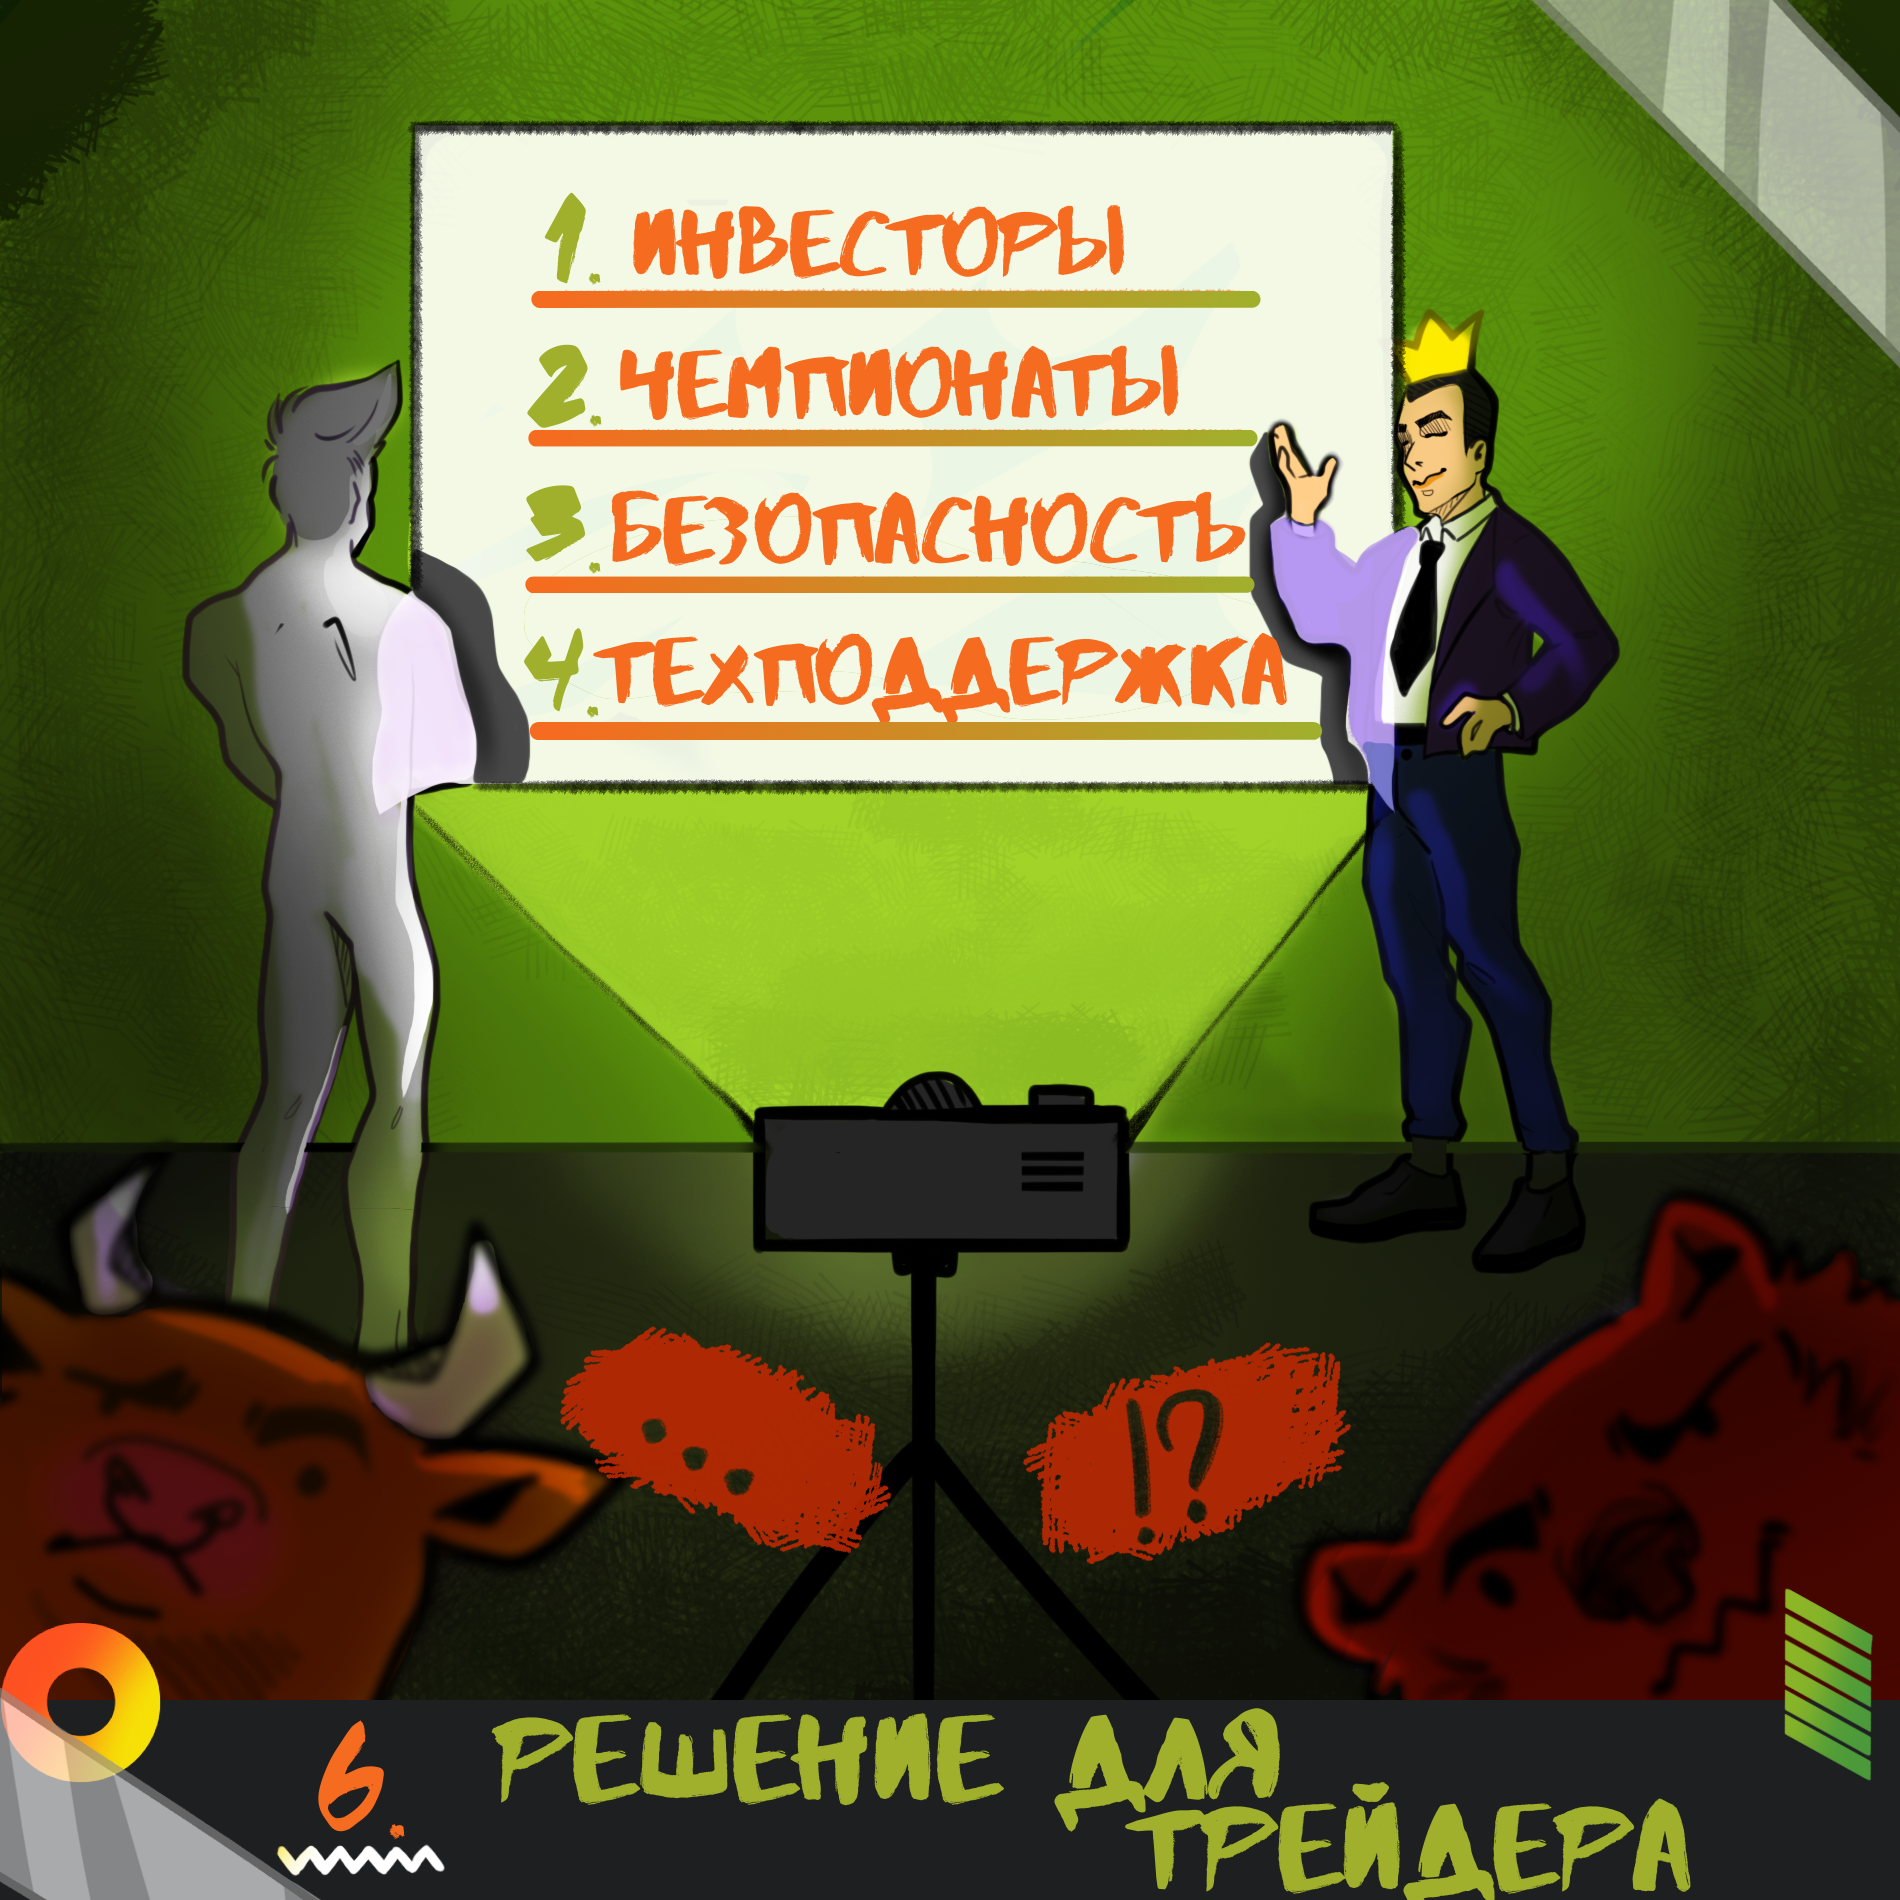 1. ИНВЕСТОРЫ
2. ЧЕМПИОНАТЫ
3. БЕЗОПАСНОСТЬ
4. ТЕХПОДДЕРЖКА
...
!?
6. РЕШЕНИЕ ДЛЯ
ТРЕЙДЕРА